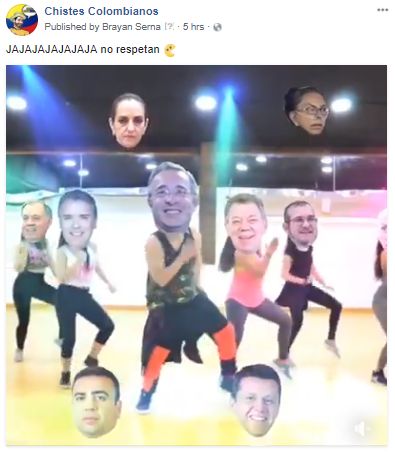 Chistes Colombianos
Published by Brayan Serna [?] · 5 hrs ·
JAJAJAJAJAJAJA no respetan